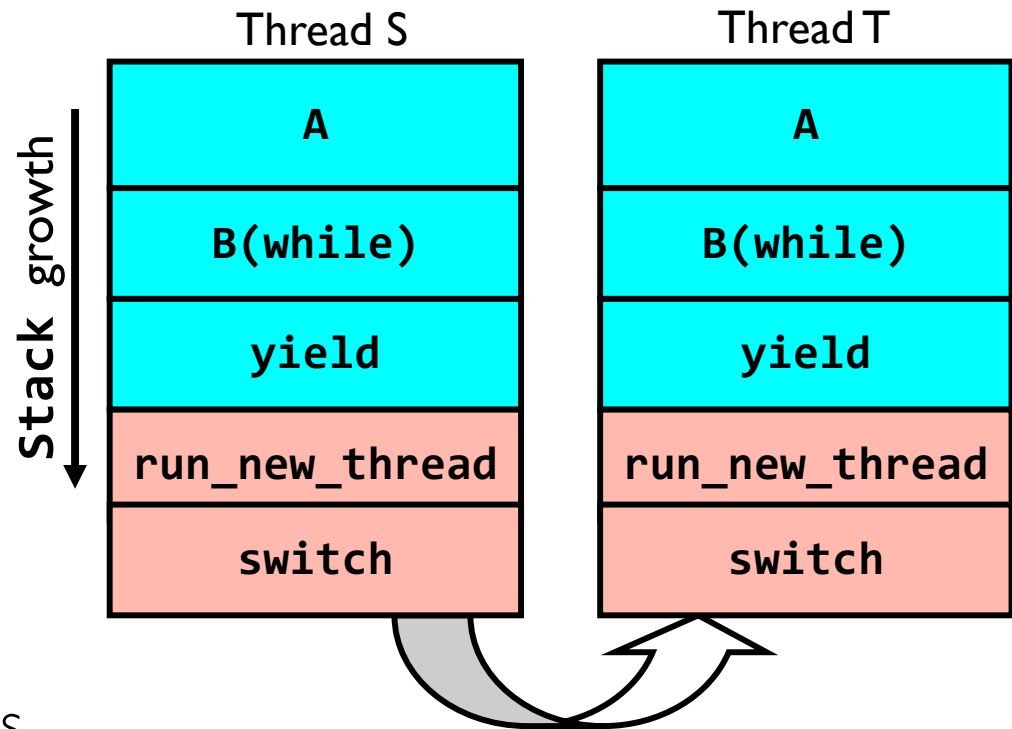 Thread S
Thread T
Stack growth
A
B(while)
yield
run_new_thread
switch
A
B(while)
yield
run_new_thread
switch
S